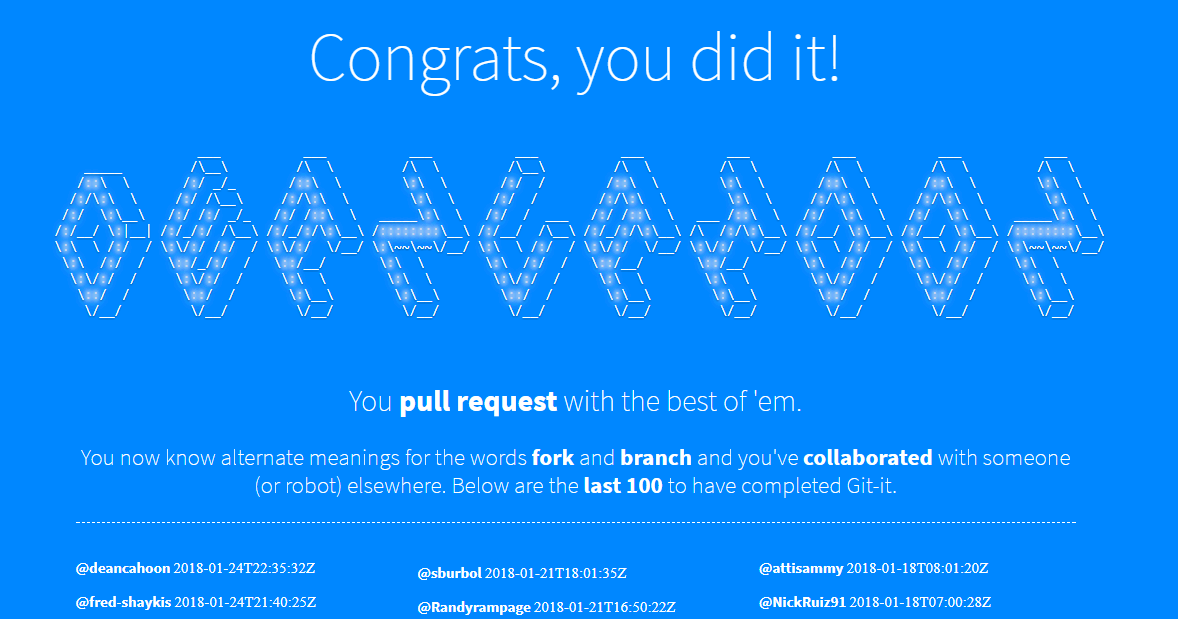 Congrats, you did it!
You pull request with the best of 'em.
You now know alternate meanings for the words fork and branch and you've collaborated with someone
(or robot) elsewhere. Below are the last 100 to have completed Git-it.
@deancahoon 2018-01-24T22:35:32Z
@fred-shaykis 2018-01-24T21:40:25Z
@sburbol 2018-01-21T18:01:35Z
@Randyrampage 2018-01-21T16:50:22Z
@attisammy 2018-01-18T08:01:20Z
@NickRuiz91 2018-01-18T07:00:28Z